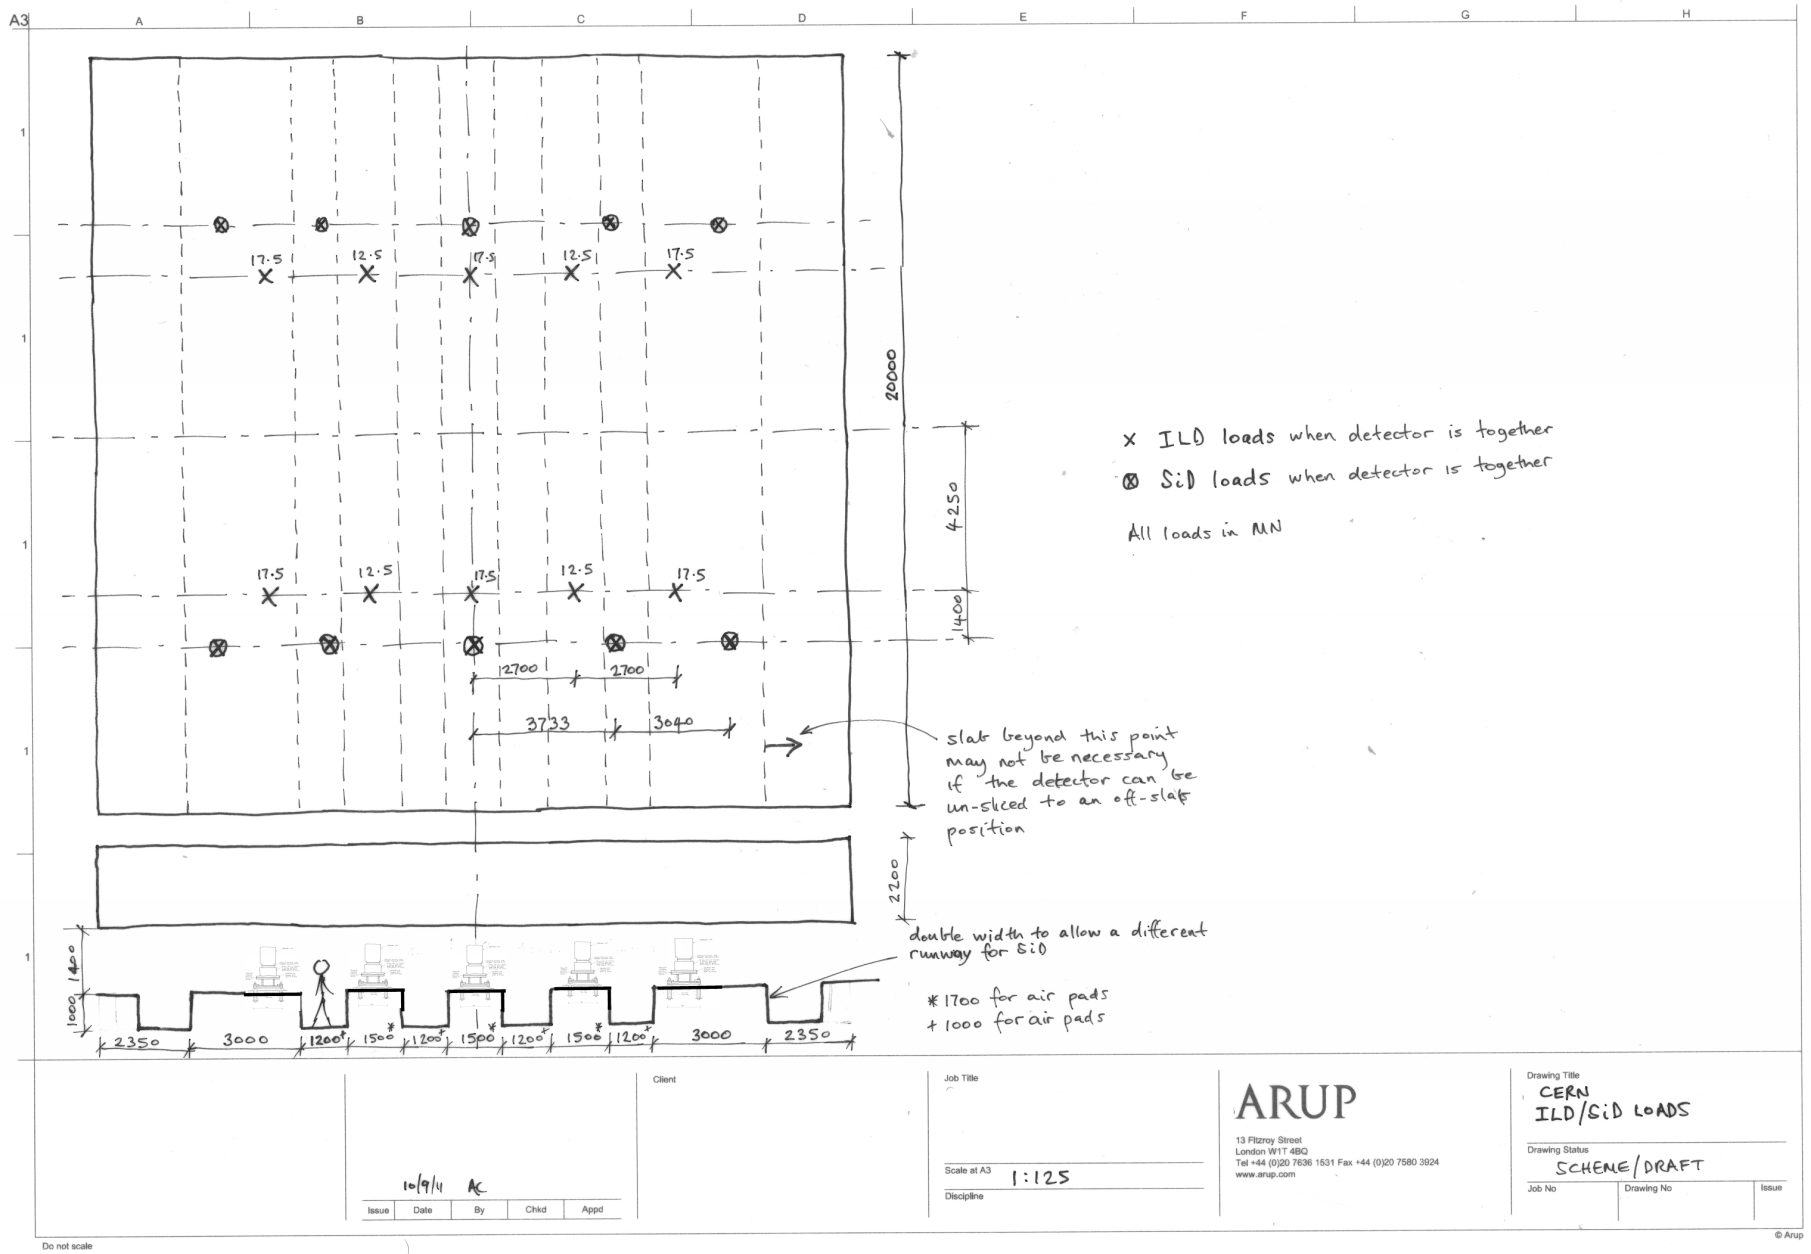 A3
A
B
C
D
E
F
G
H
1
1
1
1
1
17.5
12.5
17.5
12.5
17.5
20000
4250
1400
x ILD loads when detector is together
⊗ SiD loads when detector is together
All loads in MN
17.5
12.5
17.5
12.5
17.5
2700
2700
3733
3040
slab beyond this point
may not be necessary
if the detector can be
un-sliced to an off-slab
position
2200
1400
1000
double width to allow a different
runway for SiD
* 1700 for air pads
+ 1000 for air pads
2350
3000
1200+
1500*
1200+
1500*
1200+
1500*
1200+
3000
2350
Client
Job Title
Scale at A3 1:125
Discipline
ARUP
13 Fitzroy Street
London W1T 4BQ
Tel +44 (0)20 7636 1531 Fax +44 (0)20 7580 3924
www.arup.com
Drawing Title
CERN
ILD/SiD LOADS
Drawing Status
SCHEME/DRAFT
Job No
Drawing No
Issue
10/9/11 AC
Issue
Date
By
Chkd
Appd
Do not scale
© Arup